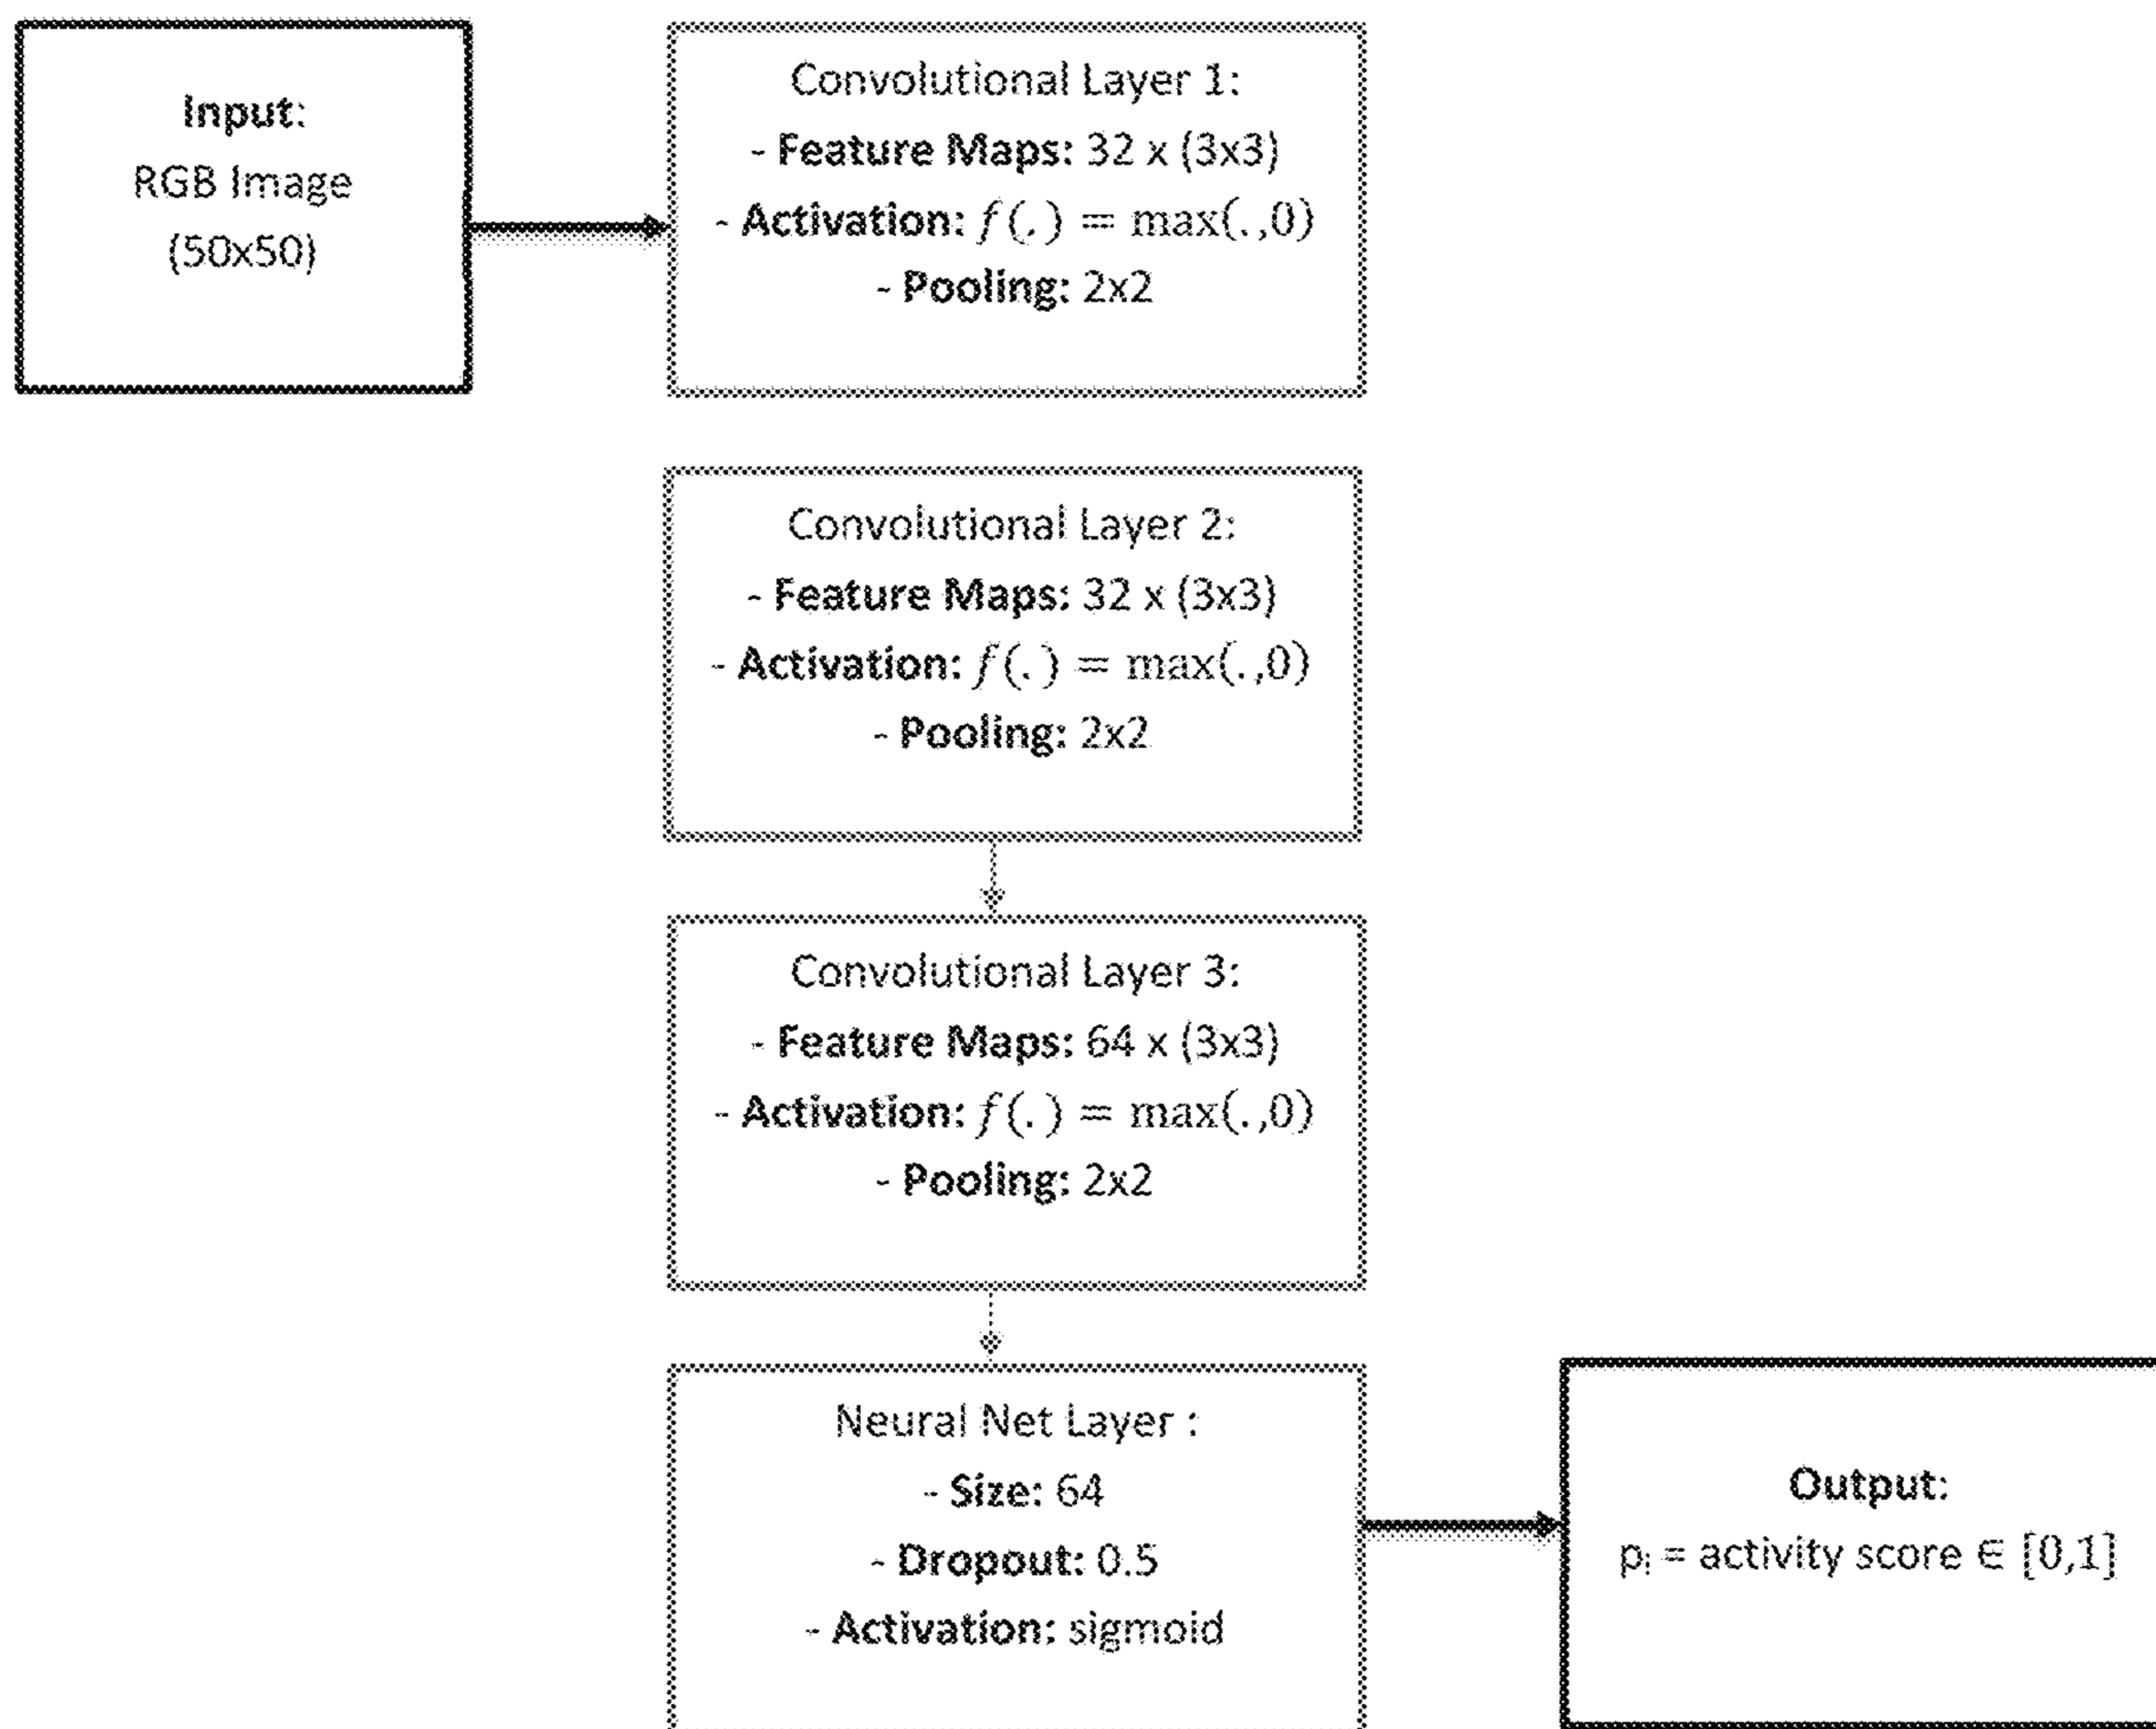 Input:
RGB Image
(50x50)
Convolutional Layer 1:
- Feature Maps: 32 x (3x3)
- Activation: f(.) = max(.,0)
- Pooling: 2x2
Convolutional Layer 2:
- Feature Maps: 32 x (3x3)
- Activation: f(.) = max(.,0)
- Pooling: 2x2
Convolutional Layer 3:
- Feature Maps: 64 x (3x3)
- Activation: f(.) = max(.,0)
- Pooling: 2x2
Neural Net Layer :
- Size: 64
- Dropout: 0.5
- Activation: sigmoid
Output:
pᵢ = activity score ∈ [0,1]